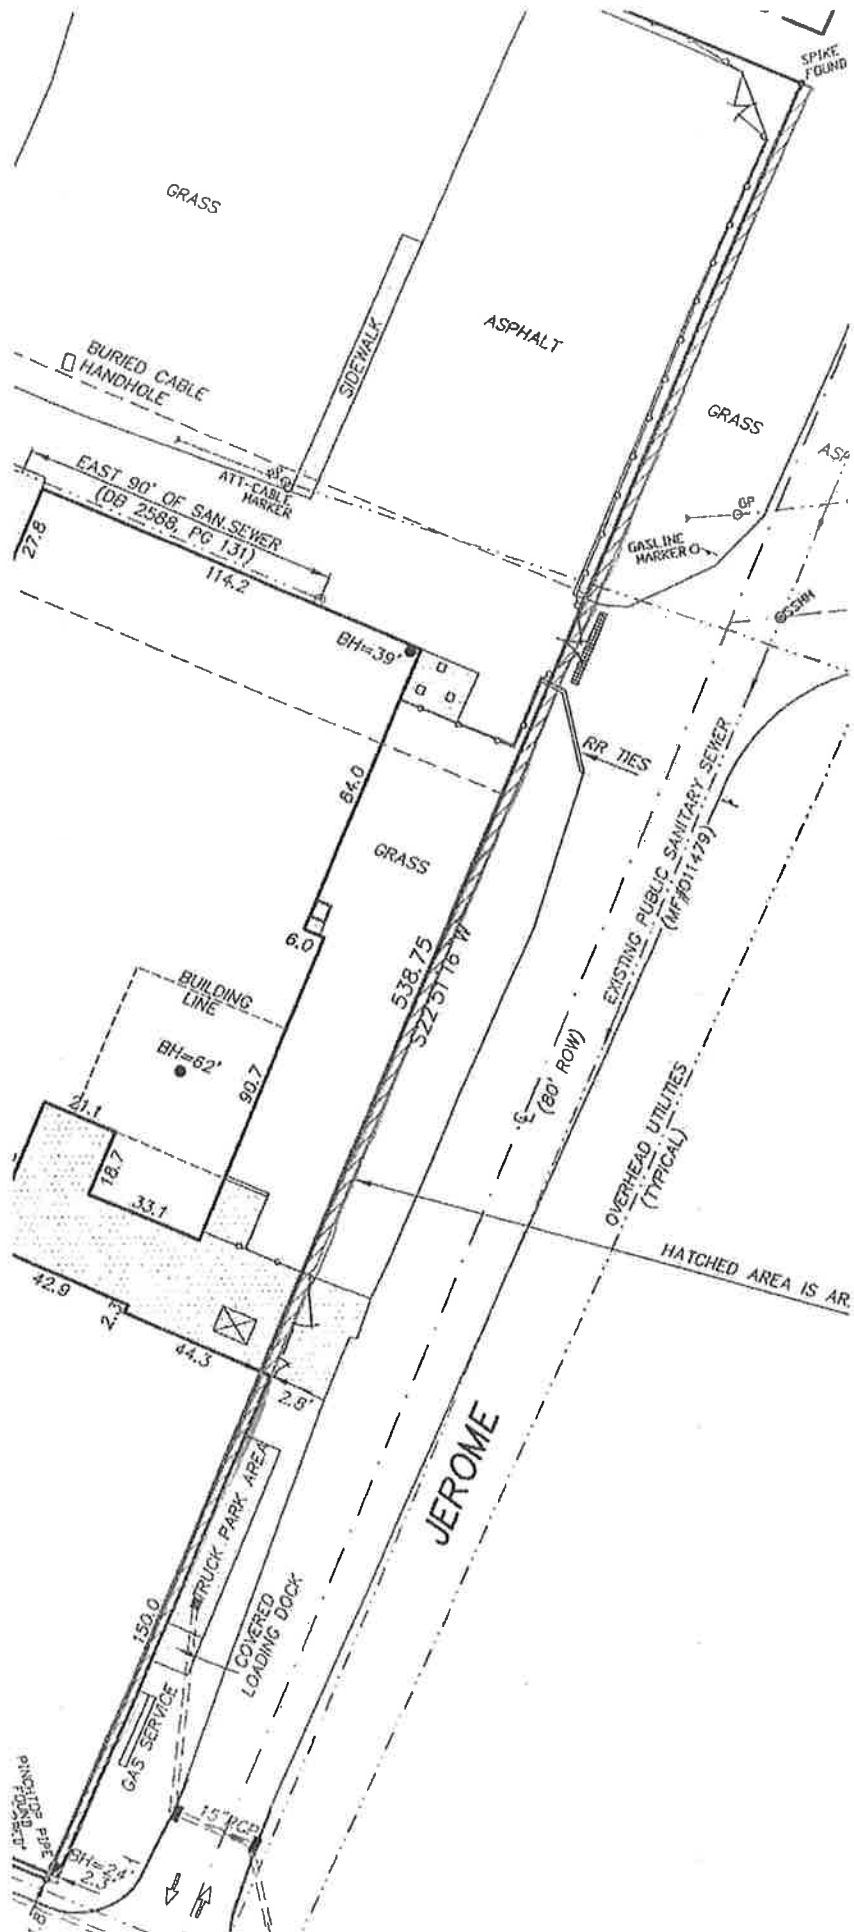 SPIKE
FOUND
GRASS
SIDEWALK
ASPHALT
BURIED CABLE
HANDHOLE
GRASS
EAST 90' OF SAN.SEWER
(DB 2588, PG 131)
ATT-CABLE
MARKER
GP
GASLINE
MARKER
27.8
114.2
SSMH
BH=39'
RR TIES
84.0
GRASS
EXISTING PUBLIC SANITARY SEWER
(MF#011479)
6.0
538.75
S22°51'16"W
BUILDING
LINE
BH=62'
90.7
℄ (80' ROW)
OVERHEAD UTILITIES
(TYPICAL)
21.1
18.7
33.1
HATCHED AREA IS
42.9
2.3
44.3
2.8'
JEROME
TRUCK PARK AREA
150.0
COVERED
LOADING DOCK
GAS SERVICE
15"RCP
PINCHTOP PIPE
FOUND
BH=24'
2.3'